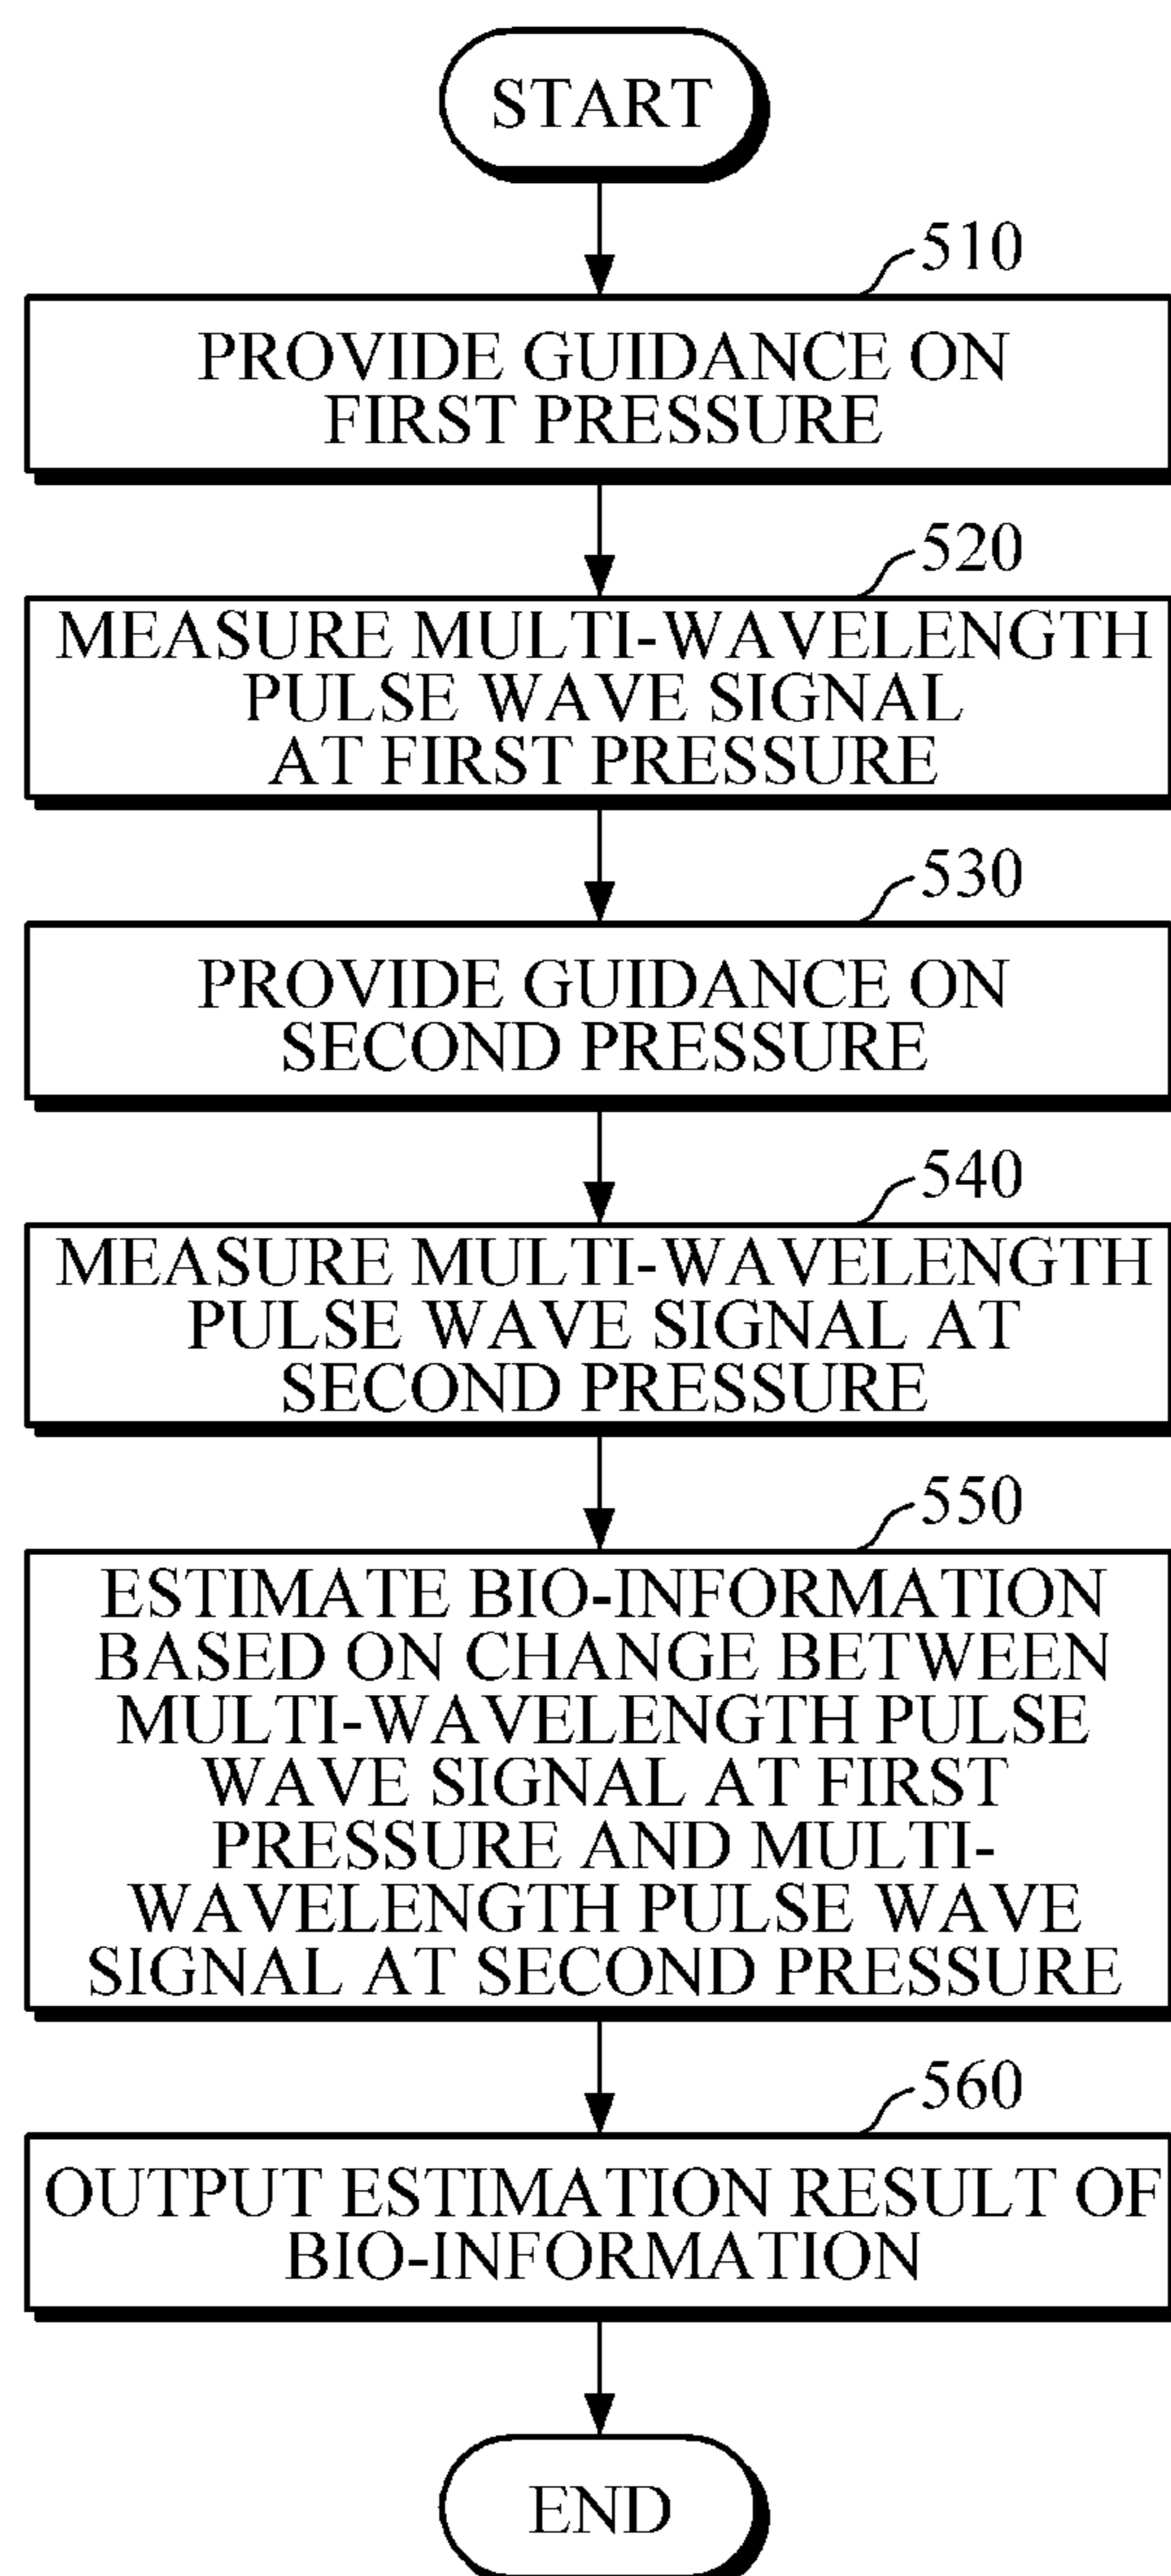 START
510
PROVIDE GUIDANCE ON
FIRST PRESSURE
520
MEASURE MULTI-WAVELENGTH
PULSE WAVE SIGNAL
AT FIRST PRESSURE
530
PROVIDE GUIDANCE ON
SECOND PRESSURE
540
MEASURE MULTI-WAVELENGTH
PULSE WAVE SIGNAL AT
SECOND PRESSURE
550
ESTIMATE BIO-INFORMATION
BASED ON CHANGE BETWEEN
MULTI-WAVELENGTH PULSE
WAVE SIGNAL AT FIRST
PRESSURE AND MULTI-
WAVELENGTH PULSE WAVE
SIGNAL AT SECOND PRESSURE
560
OUTPUT ESTIMATION RESULT OF
BIO-INFORMATION
END